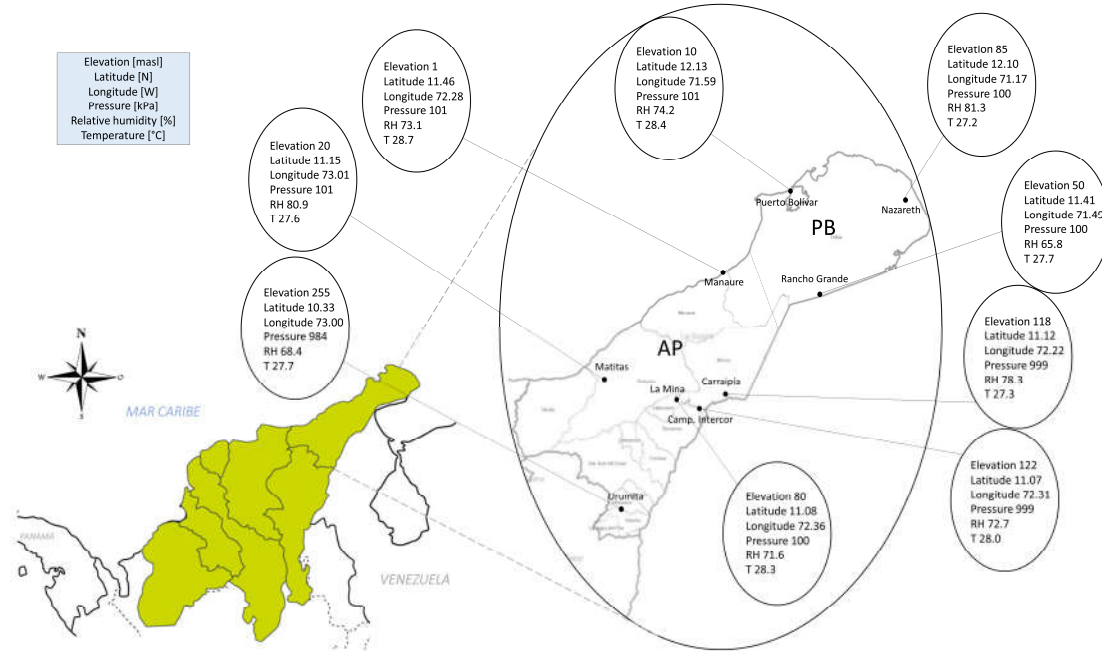 Elevation [masl]
Latitude [N]
Longitude [W]
Pressure [kPa]
Relative humidity [%]
Temperature [°C]
Elevation 1
Latitude 11.46
Longitude 72.28
Pressure 101
RH 73.1
T 28.7
Elevation 10
Latitude 12.13
Longitude 71.59
Pressure 101
RH 74.2
T 28.4
Elevation 85
Latitude 12.10
Longitude 71.17
Pressure 100
RH 81.3
T 27.2
Elevation 20
Latitude 11.15
Longitude 73.01
Pressure 101
RH 80.9
T 27.6
Elevation 50
Latitude 11.41
Longitude 71.49
Pressure 100
RH 65.8
T 27.7
Elevation 255
Latitude 10.33
Longitude 73.00
Pressure 984
RH 68.4
T 27.7
Elevation 118
Latitude 11.12
Longitude 72.22
Pressure 999
RH 78.3
T 27.3
Elevation 122
Latitude 11.07
Longitude 72.31
Pressure 999
RH 72.7
T 28.0
Elevation 80
Latitude 11.08
Longitude 72.36
Pressure 100
RH 71.6
T 28.3
Puerto Bolivar
Nazareth
PB
Manaure
Rancho Grande
AP
Matitas
La Mina
Carraipia
Camp. Intercor
Urumita
N
W
O
S
MAR CARIBE
PANAMÁ
VENEZUELA